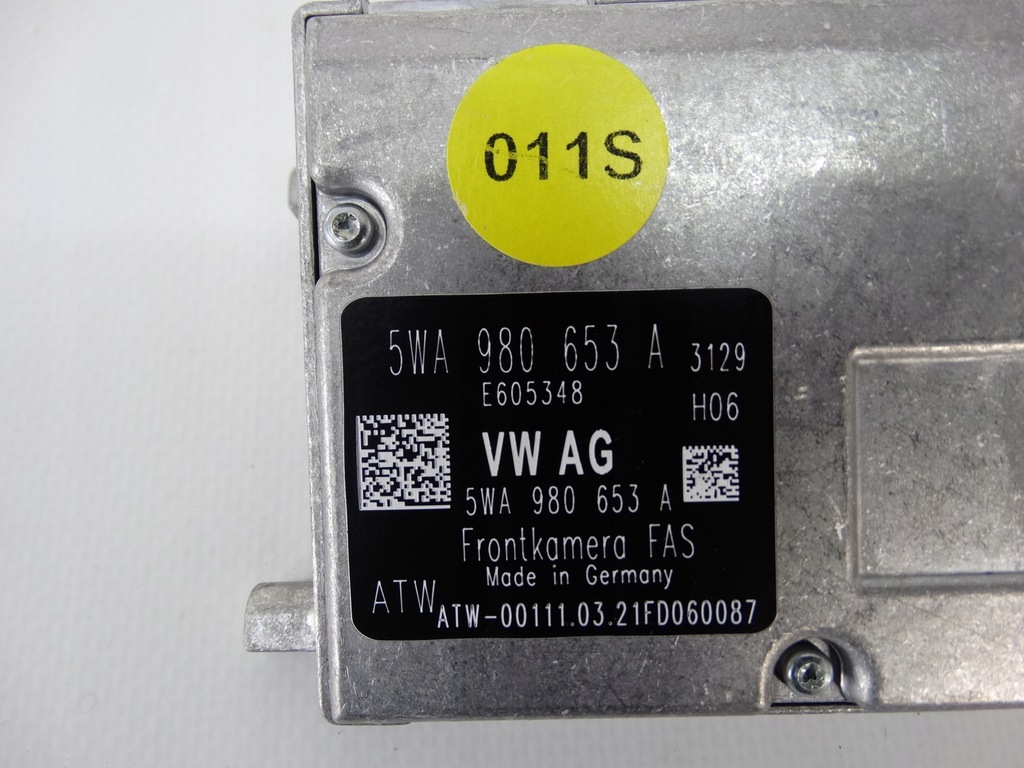 011S
5WA 980 653 A 3129
E605348 H06
VW AG
5WA 980 653 A
Frontkamera FAS
Made in Germany
ATW
ATW-00111.03.21FD060087